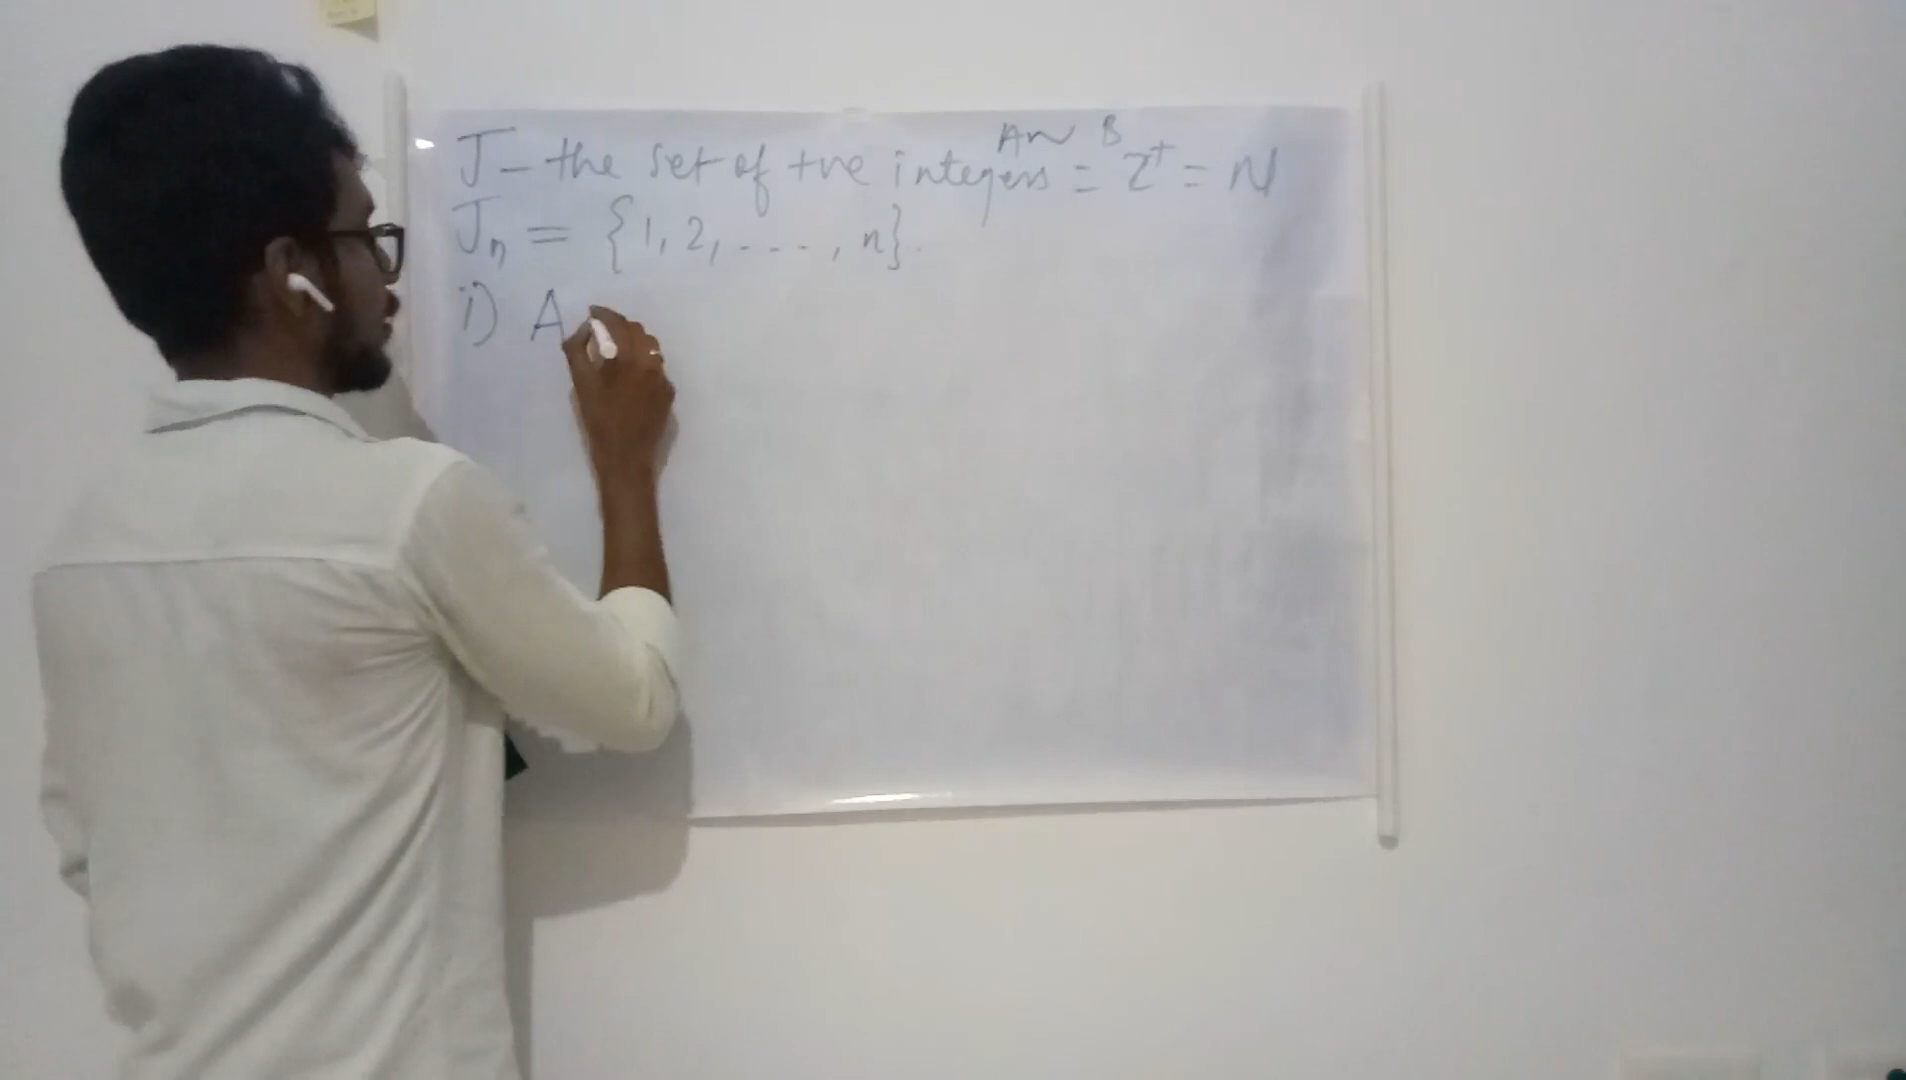 A ~ B
J - the set of +ve integers = Z⁺ = N
Jₙ = {1, 2, ...., n}.
i) A